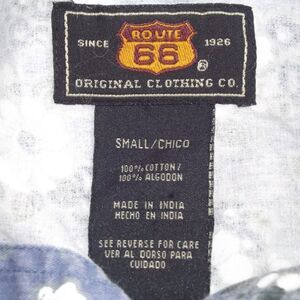 ROUTE
SINCE 66 1926
®
ORIGINAL CLOTHING CO.
SMALL/CHICO
100% COTTON/
100% ALGODON
MADE IN INDIA
HECHO EN INDIA
SEE REVERSE FOR CARE
VER AL DORSO PARA
CUIDADO